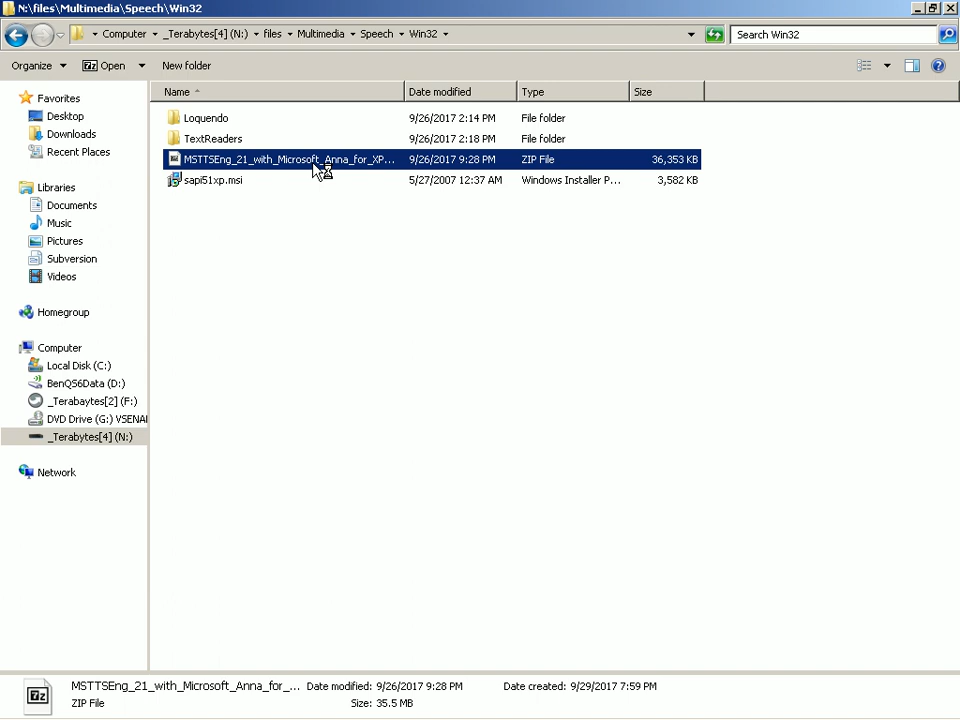 N:\files\Multimedia\Speech\Win32
Computer _Terabytes[4] (N:) files Multimedia Speech Win32 Search Win32
Organize Open New folder
Name Date modified Type Size
Favorites
Desktop
Downloads
Recent Places
Libraries
Documents
Music
Pictures
Subversion
Videos
Homegroup
Computer
Local Disk (C:)
BenQS6Data (D:)
_Terabaytes[2] (F:)
DVD Drive (G:) VSENAI
_Terabytes[4] (N:)
Network
Loquendo 9/26/2017 2:14 PM File folder
TextReaders 9/26/2017 2:18 PM File folder
MSTTSEng_21_with_Microsoft_Anna_for_XP... 9/26/2017 9:28 PM ZIP File 36,353 KB
sapi51xp.msi 5/27/2007 12:37 AM Windows Installer P... 3,582 KB
MSTTSEng_21_with_Microsoft_Anna_for_... Date modified: 9/26/2017 9:28 PM Date created: 9/29/2017 7:59 PM
7z ZIP File Size: 35.5 MB